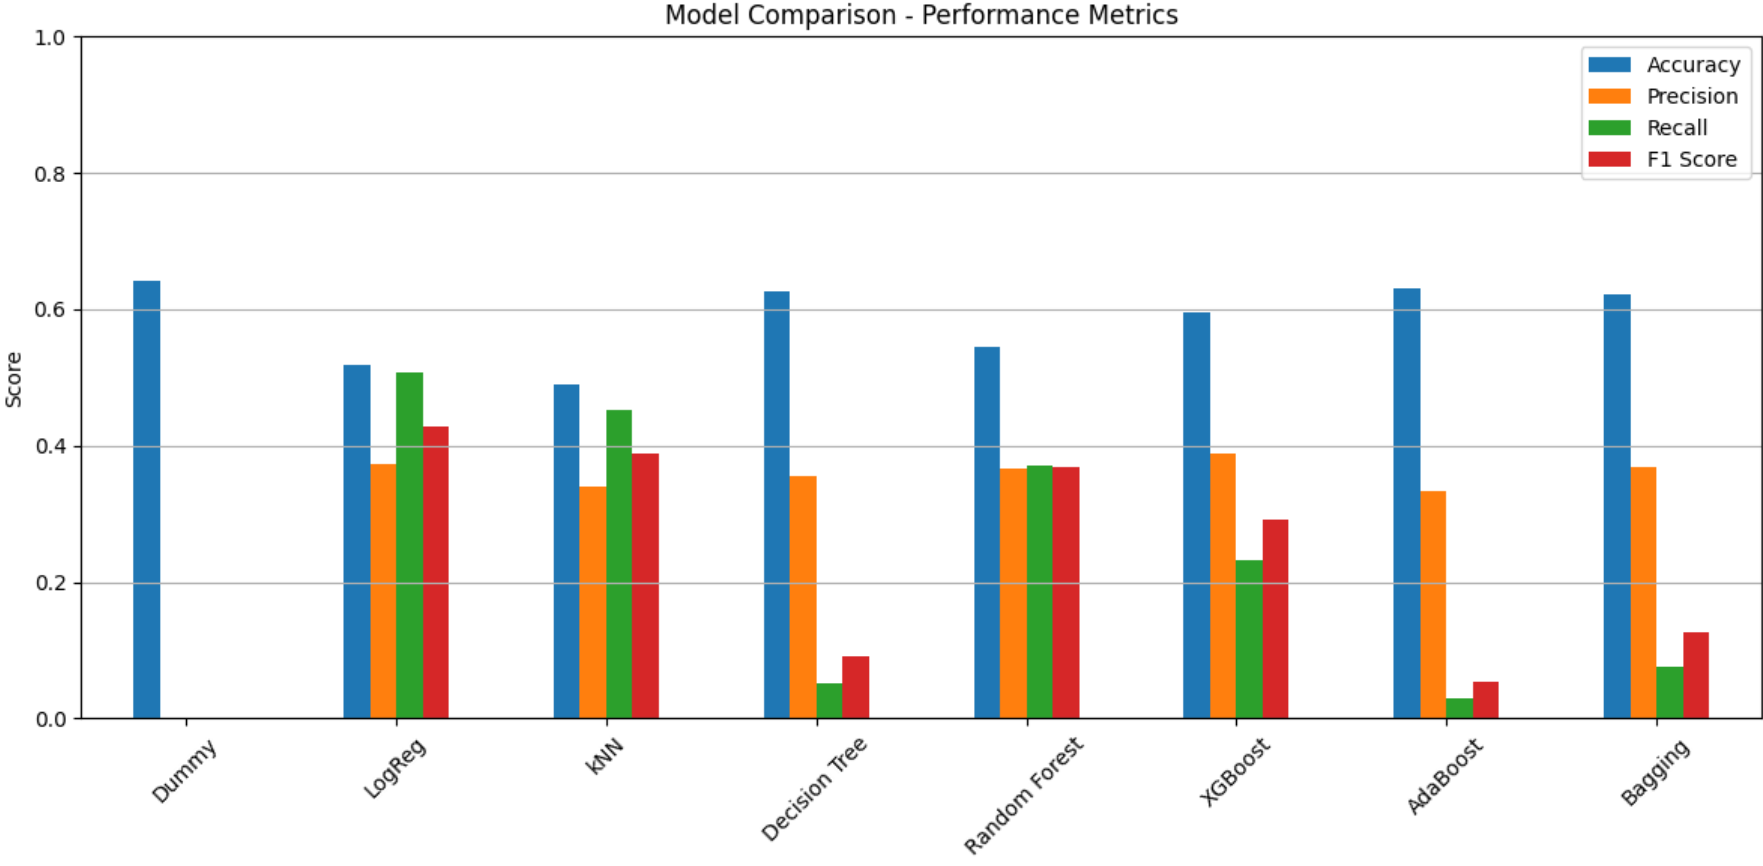 Model Comparison - Performance Metrics
1.0
0.8
0.6
0.4
0.2
0.0
Score
Accuracy
Precision
Recall
F1 Score
Dummy
LogReg
kNN
Decision Tree
Random Forest
XGBoost
AdaBoost
Bagging